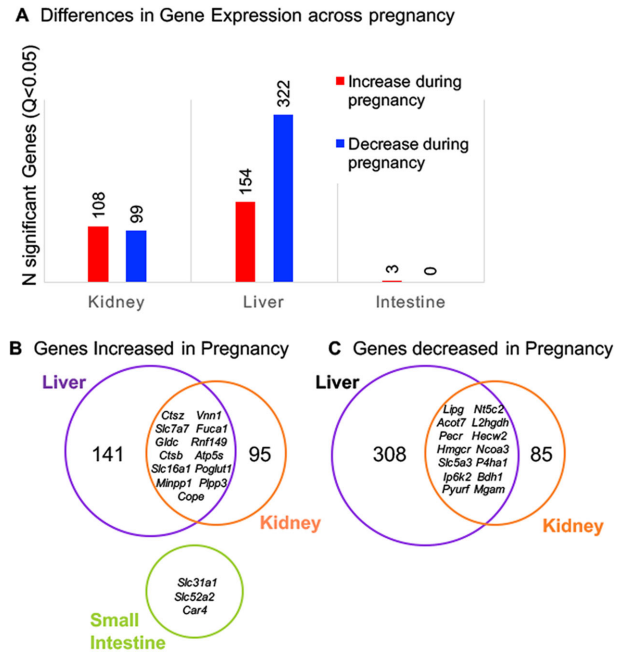 A Differences in Gene Expression across pregnancy
N significant Genes (Q<0.05)
Increase during
pregnancy
Decrease during
pregnancy
108
99
154
322
3
0
Kidney
Liver
Intestine
B Genes Increased in Pregnancy
Liver
141
Ctsz Vnn1
Slc7a7 Fuca1
Gldc Rnf149
Ctsb Atp5s
Slc16a1 Poglut1
Minpp1 Plpp3
Cope
95
Kidney
Slc31a1
Slc52a2
Car4
Small
Intestine
C Genes decreased in Pregnancy
Liver
308
Lipg Nt5c2
Acot7 L2hgdh
Pecr Hecw2
Hmgcr Ncoa3
Slc5a3 P4ha1
Ip6k2 Bdh1
Pyurf Mgam
85
Kidney